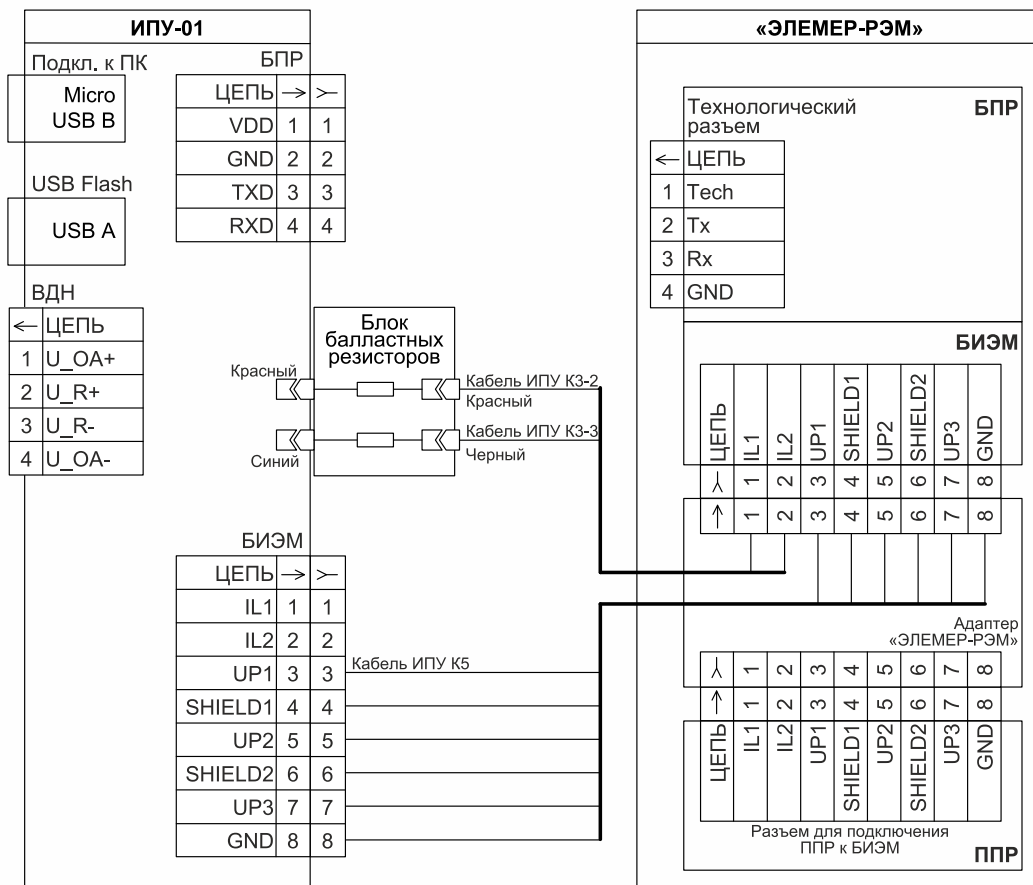 ИПУ-01
Подкл. к ПК
Micro
USB B
USB Flash
USB A
БПР
ЦЕПЬ
VDD 1 1
GND 2 2
TXD 3 3
RXD 4 4
ВДН
ЦЕПЬ
1 U_OA+
2 U_R+
3 U_R-
4 U_OA-
Блок
балластных
резисторов
Красный
Синий
Кабель ИПУ К3-2
Красный
Кабель ИПУ К3-3
Черный
БИЭМ
ЦЕПЬ
IL1 1 1
IL2 2 2
UP1 3 3
SHIELD1 4 4
UP2 5 5
SHIELD2 6 6
UP3 7 7
GND 8 8
Кабель ИПУ К5
«ЭЛЕМЕР-РЭМ»
БПР
Технологический
разъем
ЦЕПЬ
1 Tech
2 Tx
3 Rx
4 GND
БИЭМ
ЦЕПЬ
IL1 1 1
IL2 2 2
UP1 3 3
SHIELD1 4 4
UP2 5 5
SHIELD2 6 6
UP3 7 7
GND 8 8
Адаптер
«ЭЛЕМЕР-РЭМ»
ЦЕПЬ
1 1 IL1
2 2 IL2
3 3 UP1
4 4 SHIELD1
5 5 UP2
6 6 SHIELD2
7 7 UP3
8 8 GND
Разъем для подключения
ППР к БИЭМ
ППР